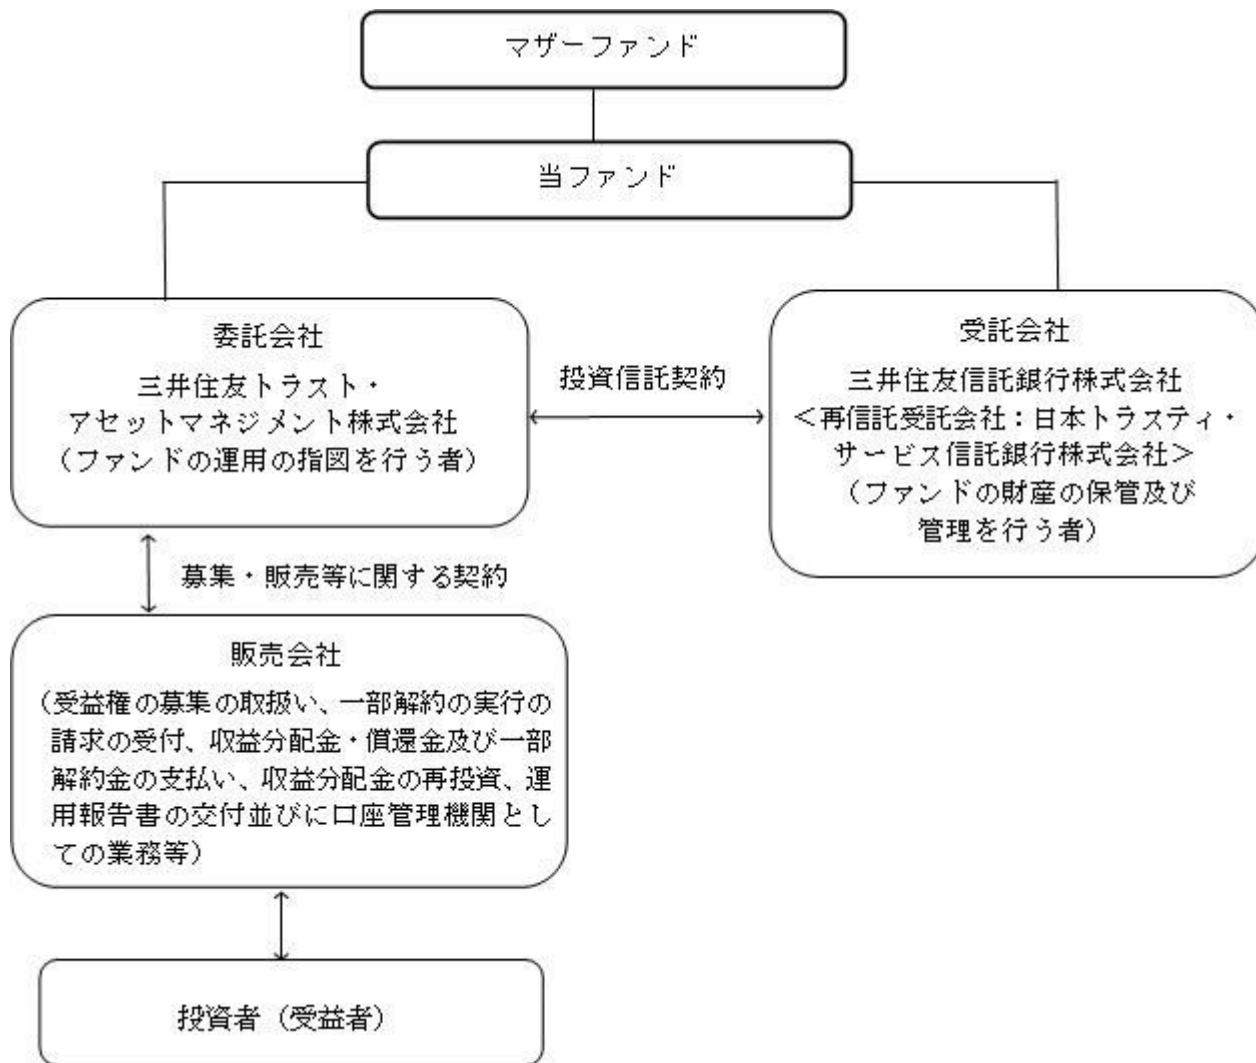 マザーファンド
当ファンド
委託会社
三井住友トラスト・
アセットマネジメント株式会社
（ファンドの運用の指図を行う者）
投資信託契約
受託会社
三井住友信託銀行株式会社
＜再信託受託会社：日本トラスティ・
サービス信託銀行株式会社＞
（ファンドの財産の保管及び
管理を行う者）
募集・販売等に関する契約
販売会社
（受益権の募集の取扱い、一部解約の実行の
請求の受付、収益分配金・償還金及び一部
解約金の支払い、収益分配金の再投資、運
用報告書の交付並びに口座管理機関とし
ての業務等）
投資者（受益者）